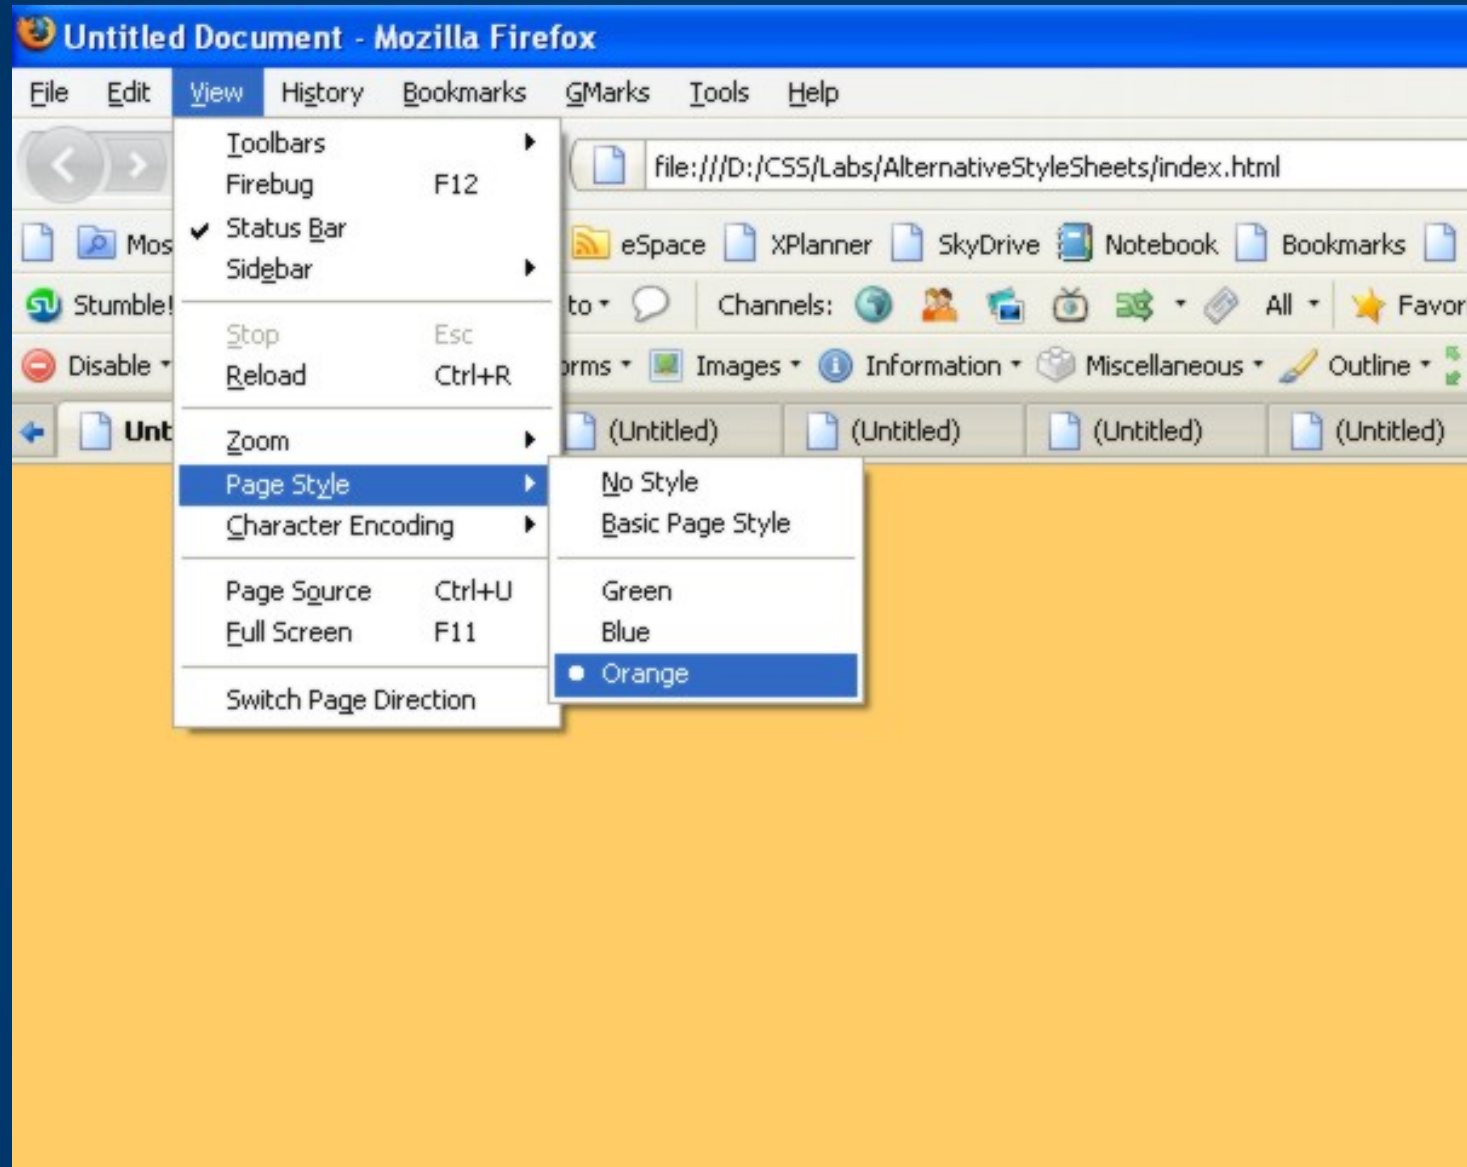 Untitled Document - Mozilla Firefox
File Edit View History Bookmarks GMarks Tools Help
file:///D:/CSS/Labs/AlternativeStyleSheets/index.html
Mos eSpace XPlanner SkyDrive Notebook Bookmarks
Stumble! to Channels: All Favor
Disable orms Images Information Miscellaneous Outline
Unt (Untitled) (Untitled) (Untitled) (Untitled)
Toolbars
Firebug F12
Status Bar
Sidebar
Stop Esc
Reload Ctrl+R
Zoom
Page Style
Character Encoding
Page Source Ctrl+U
Full Screen F11
Switch Page Direction
No Style
Basic Page Style
Green
Blue
Orange